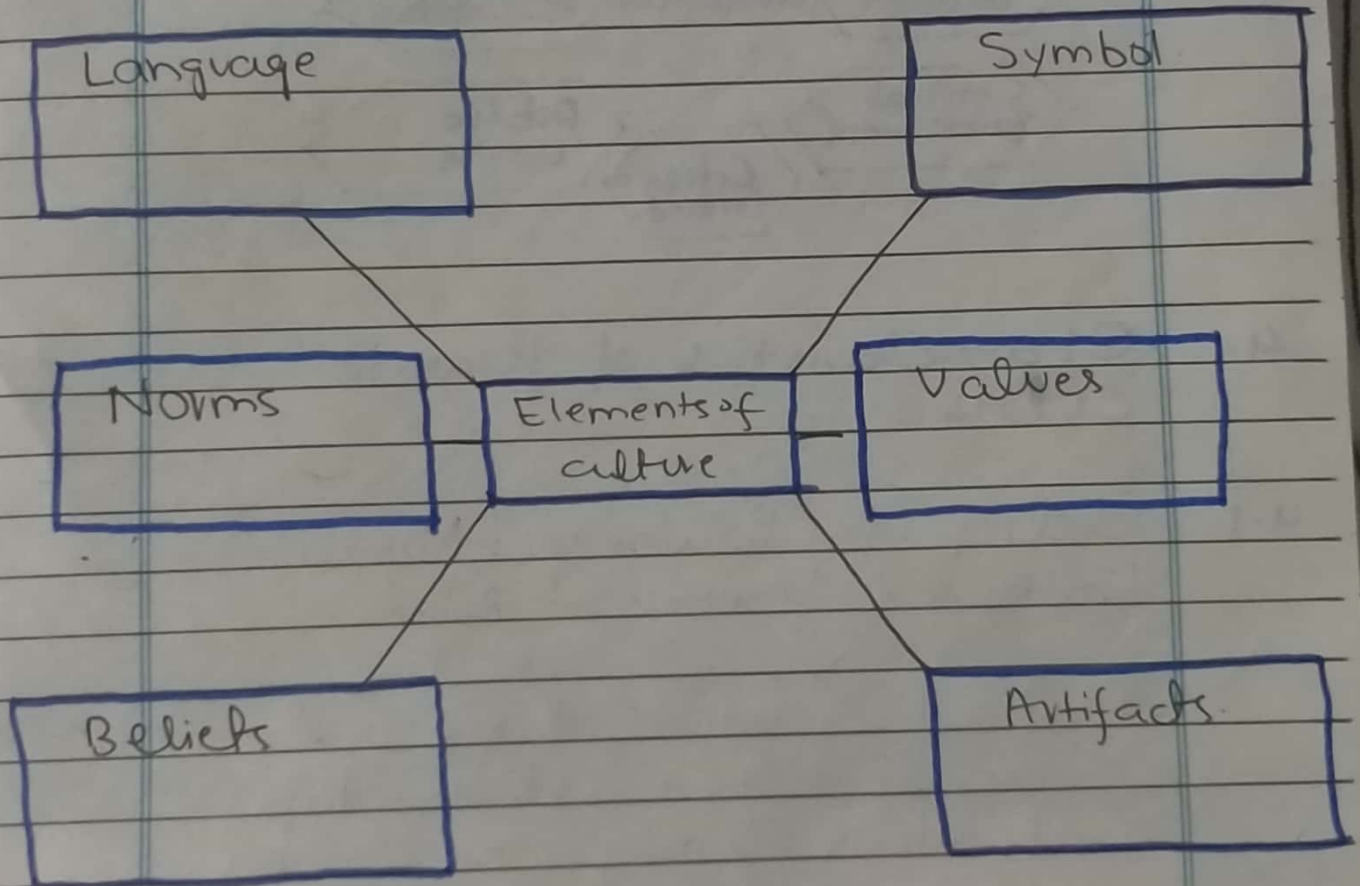 Language
Symbol
Norms
Elements of
culture
Values
Beliefs
Artifacts.